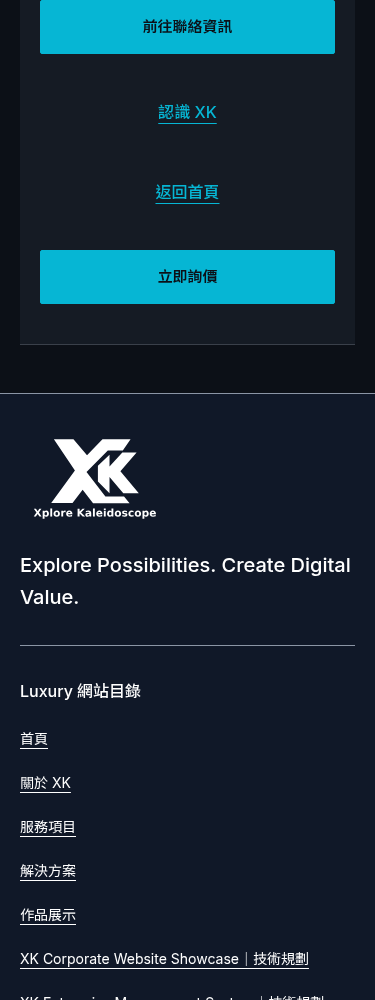 前往聯絡資訊
認識 XK
返回首頁
立即詢價
XK
Xplore Kaleidoscope
Explore Possibilities. Create Digital
Value.
Luxury 網站目錄
首頁
關於 XK
服務項目
解決方案
作品展示
XK Corporate Website Showcase｜技術規劃